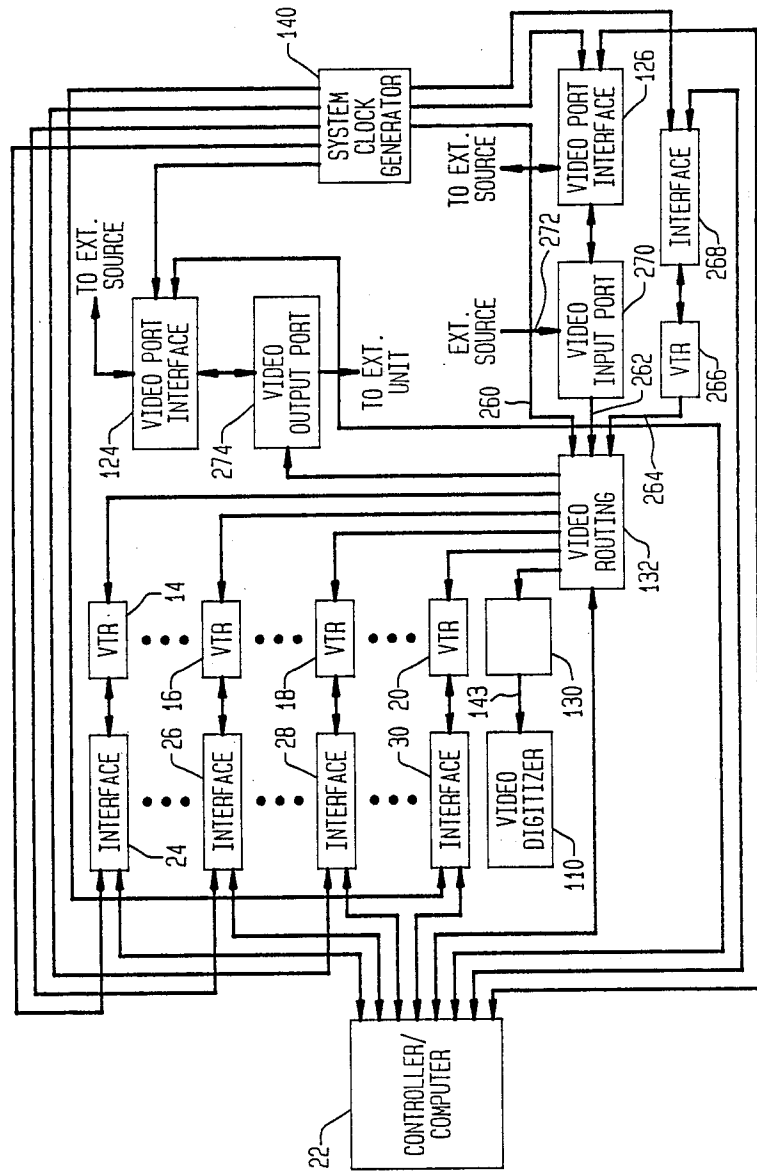 140
SYSTEM
CLOCK
GENERATOR
TO EXT.
SOURCE
VIDEO PORT
INTERFACE
124
TO EXT.
SOURCE
VIDEO PORT
INTERFACE
126
274
VIDEO
OUTPUT PORT
TO EXT.
UNIT
EXT.
SOURCE
272
VIDEO
INPUT PORT
270
INTERFACE
268
260
262
VTR
266
264
VIDEO
ROUTING
132
VTR
14
16
VTR
18
VTR
20
VTR
130
143
INTERFACE
24
26
INTERFACE
28
INTERFACE
30
INTERFACE
VIDEO
DIGITIZER
110
22
CONTROLLER/
COMPUTER